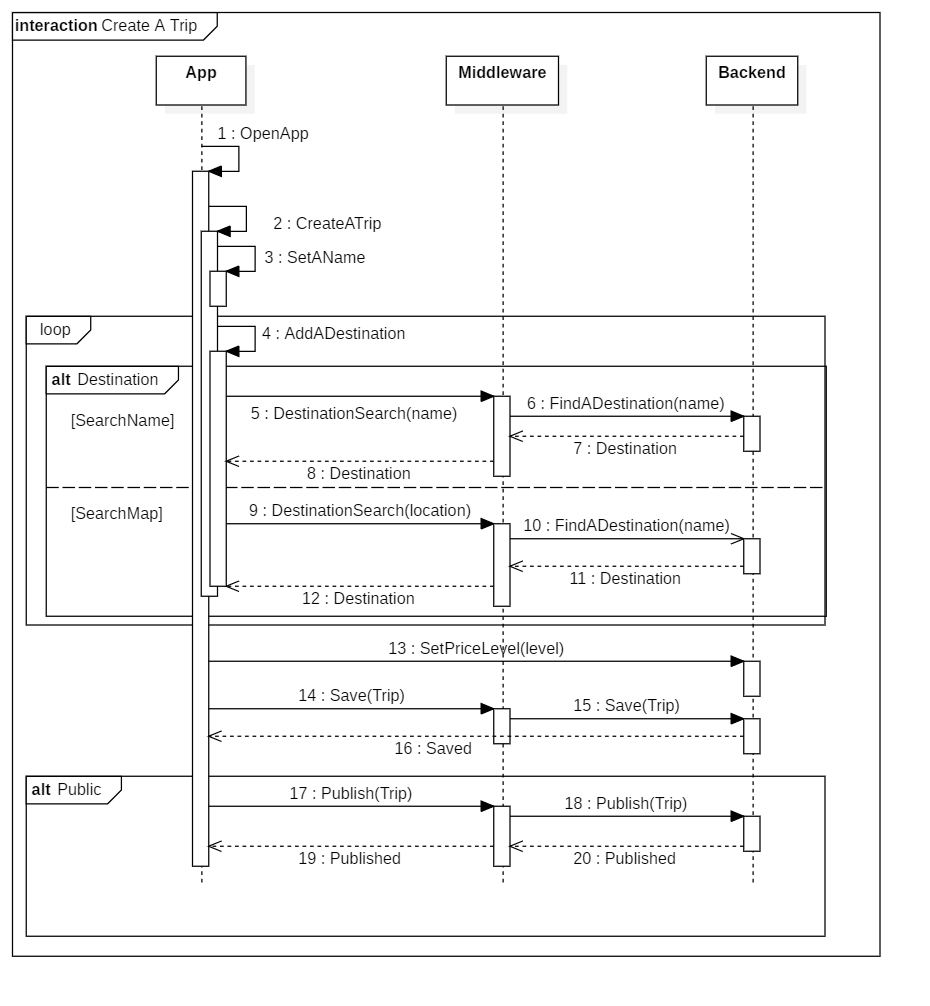 interaction Create A Trip
App
Middleware
Backend
1 : OpenApp
2 : CreateATrip
3 : SetAName
loop
4 : AddADestination
alt Destination
[SearchName]
5 : DestinationSearch(name)
6 : FindADestination(name)
7 : Destination
8 : Destination
[SearchMap]
9 : DestinationSearch(location)
10 : FindADestination(name)
11 : Destination
12 : Destination
13 : SetPriceLevel(level)
14 : Save(Trip)
15 : Save(Trip)
16 : Saved
alt Public
17 : Publish(Trip)
18 : Publish(Trip)
19 : Published
20 : Published